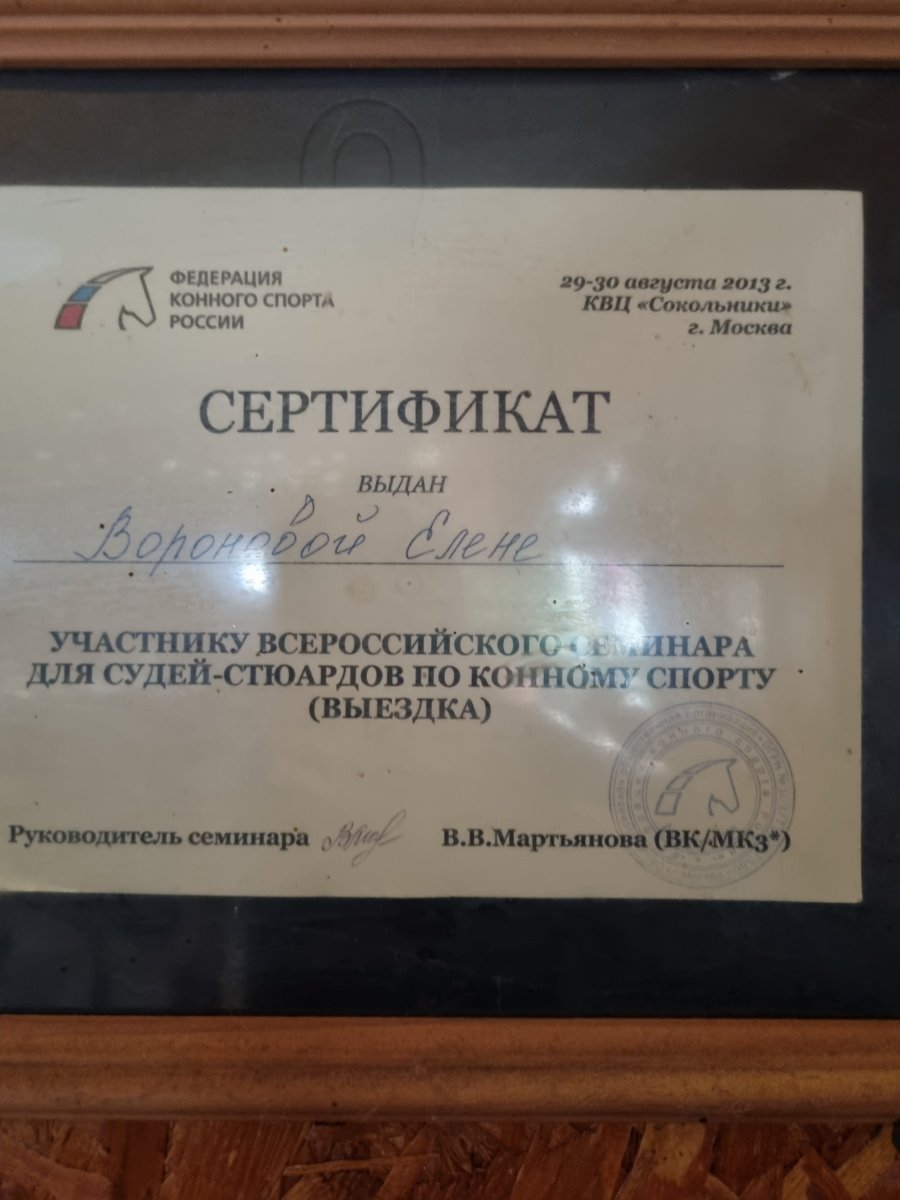 ФЕДЕРАЦИЯ
КОННОГО СПОРТА
РОССИИ
29-30 августа 2013 г.
КВЦ «Сокольники»
г. Москва
СЕРТИФИКАТ
ВЫДАН
Вороновой Елене
УЧАСТНИКУ ВСЕРОССИЙСКОГО СЕМИНАРА
ДЛЯ СУДЕЙ-СТЮАРДОВ ПО КОННОМУ СПОРТУ
(ВЫЕЗДКА)
Руководитель семинара В.В.Мартьянова (ВК/МК3*)